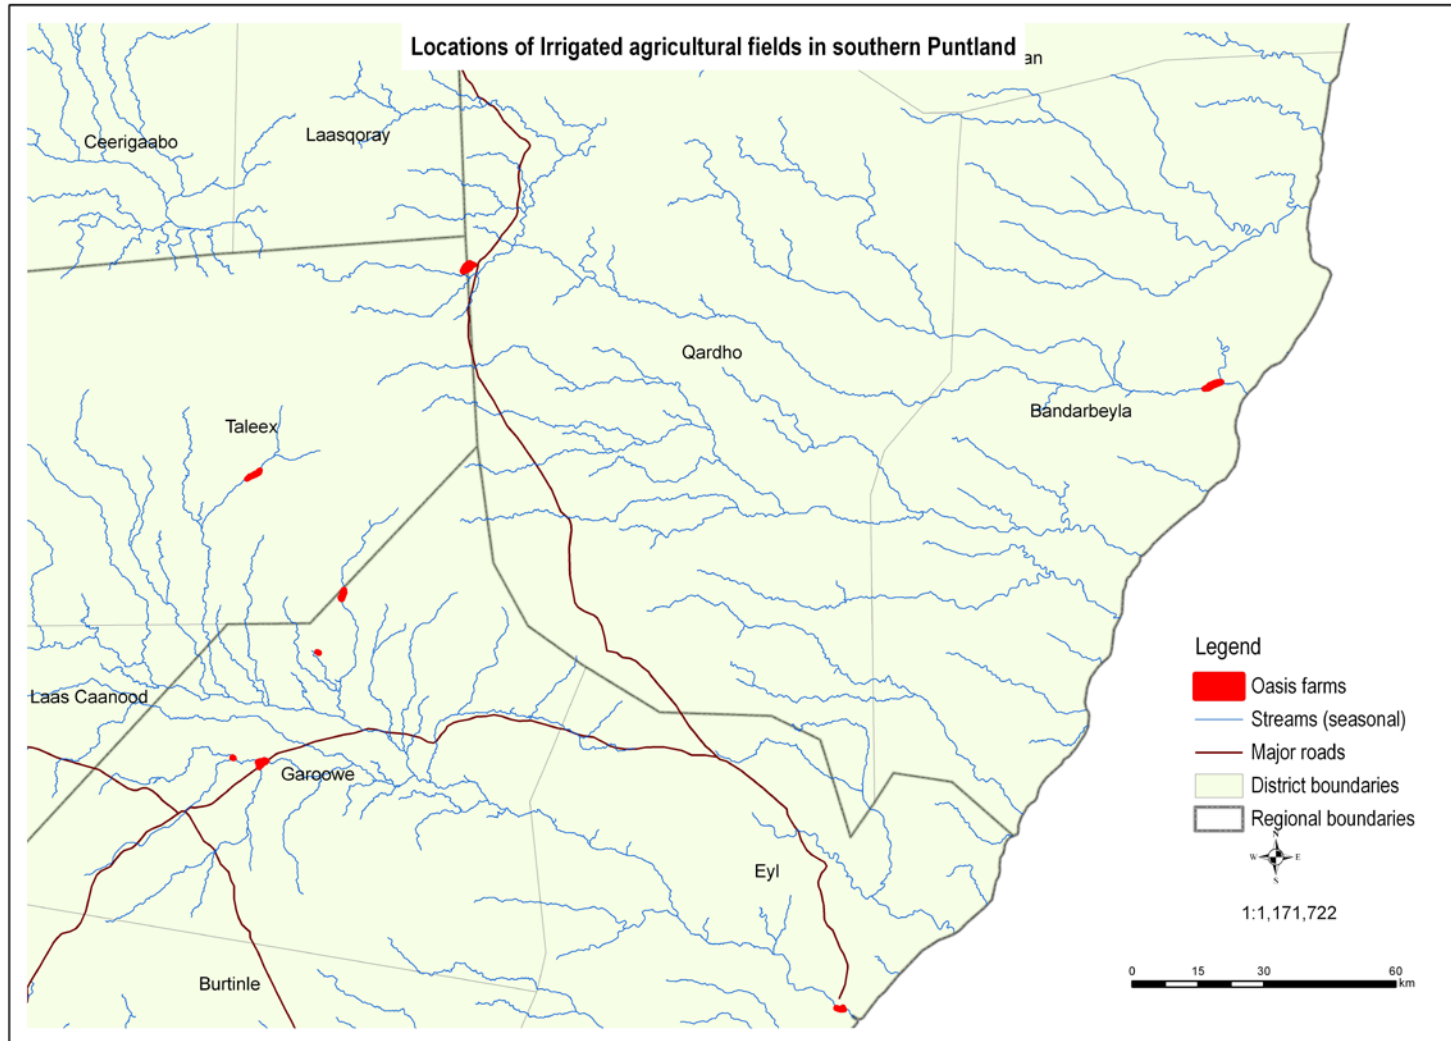 Locations of Irrigated agricultural fields in southern Puntland
an
Ceerigaabo
Laasqoray
Qardho
Bandarbeyla
Taleex
Laas Caanood
Garoowe
Eyl
Burtinle
Legend
Oasis farms
Streams (seasonal)
Major roads
District boundaries
Regional boundaries
N
W E
S
1:1,171,722
0 15 30 60
km